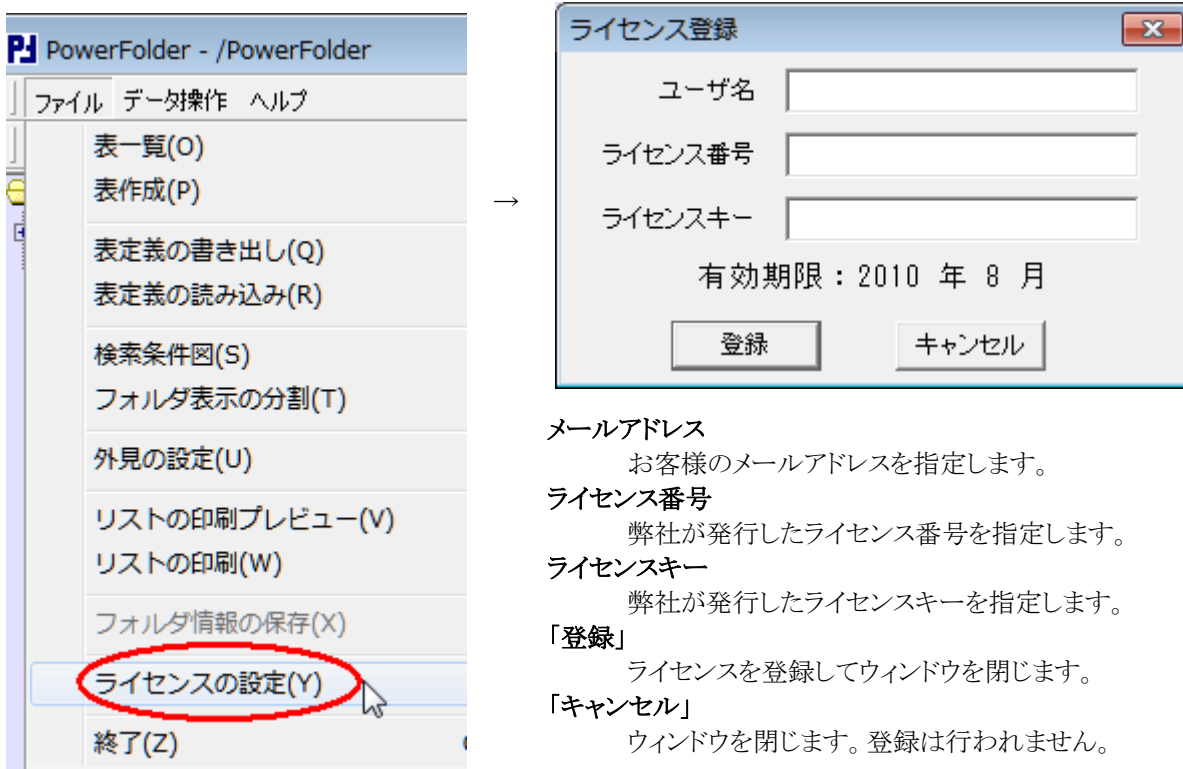 PowerFolder - /PowerFolder
ファイル データ操作 ヘルプ
表一覧(O)
表作成(P)
表定義の書き出し(Q)
表定義の読み込み(R)
検索条件図(S)
フォルダ表示の分割(T)
外見の設定(U)
リストの印刷プレビュー(V)
リストの印刷(W)
フォルダ情報の保存(X)
ライセンスの設定(Y)
終了(Z)
→
ライセンス登録
ユーザ名
ライセンス番号
ライセンスキー
有効期限：2010 年 8 月
登録 キャンセル
メールアドレス
お客様のメールアドレスを指定します。
ライセンス番号
弊社が発行したライセンス番号を指定します。
ライセンスキー
弊社が発行したライセンスキーを指定します。
「登録」
ライセンスを登録してウィンドウを閉じます。
「キャンセル」
ウィンドウを閉じます。登録は行われません。